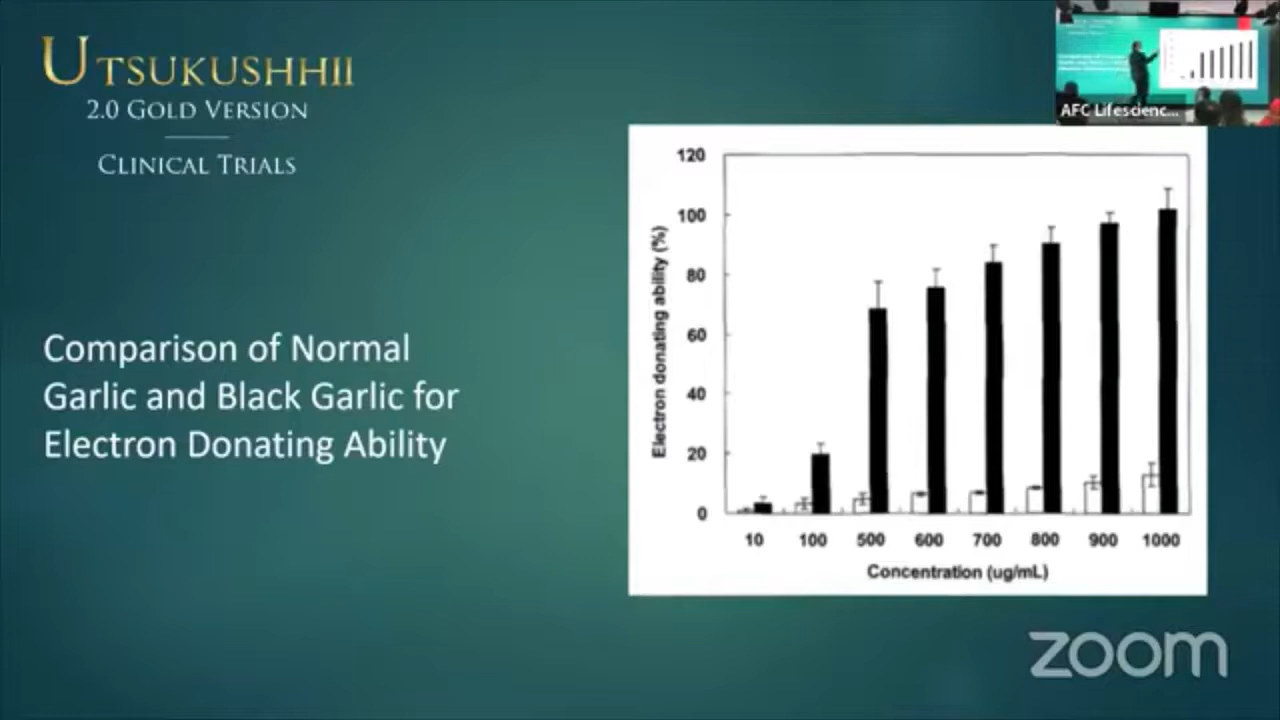 UTSUKUSHHII
2.0 GOLD VERSION
CLINICAL TRIALS
AFC Lifescienc...
Comparison of Normal
Garlic and Black Garlic for
Electron Donating Ability
120
100
80
60
40
20
0
Electron donating ability (%)
10 100 500 600 700 800 900 1000
Concentration (ug/mL)
zoom